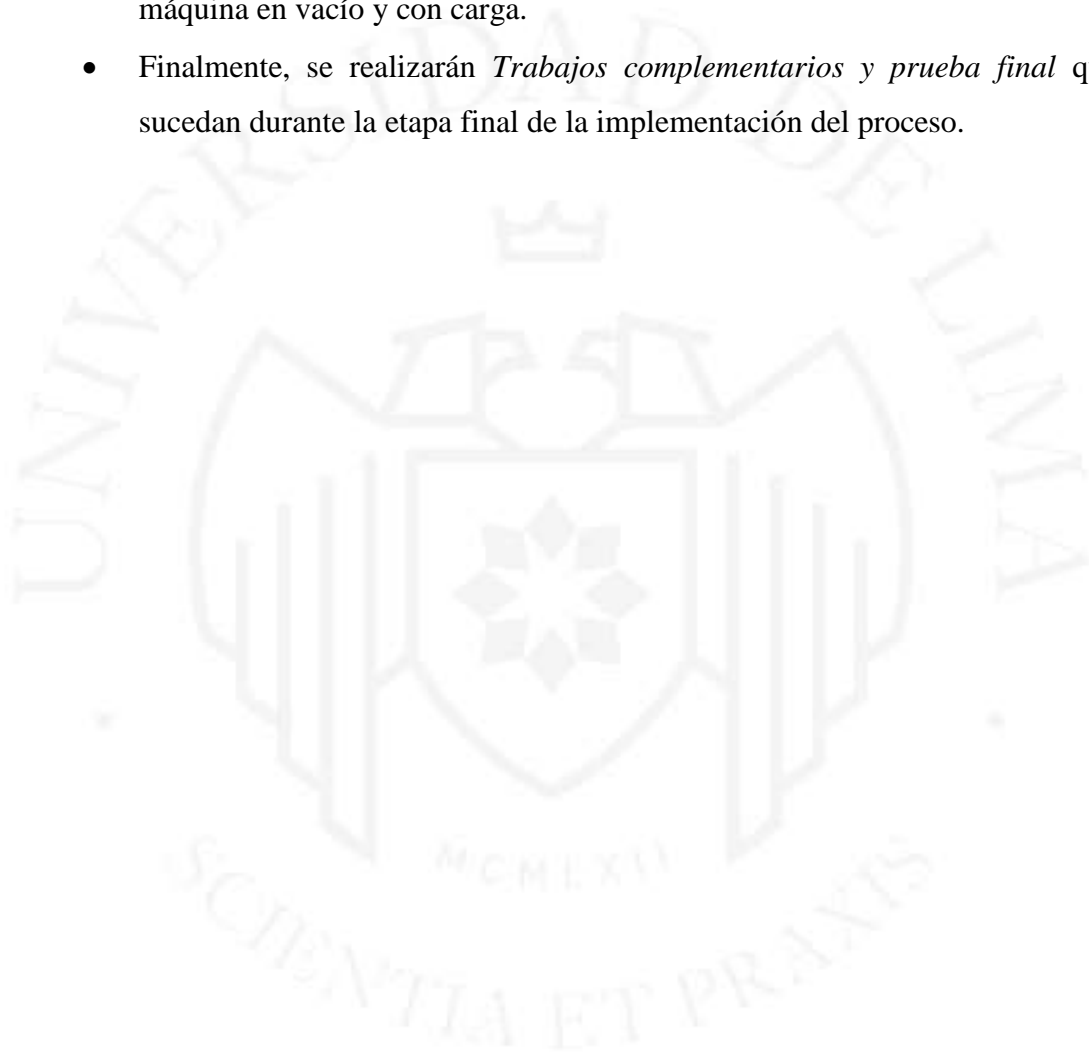 máquina en vacío y con carga.
• Finalmente, se realizarán Trabajos complementarios y prueba final q
sucedan durante la etapa final de la implementación del proceso.
UNIVERSIDAD DE LIMA
MCMLXII
SCIENTIA ET PRAXIS